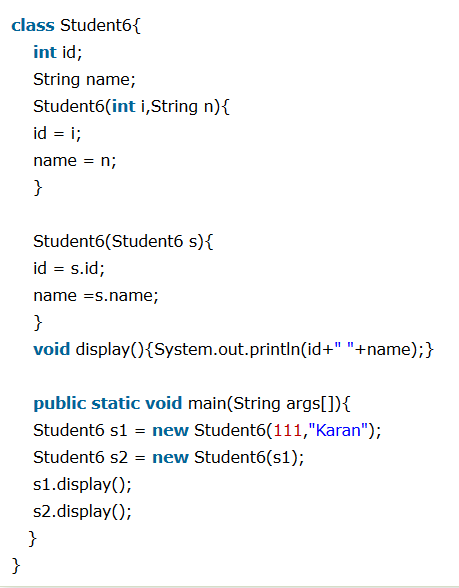 class Student6{
int id;
String name;
Student6(int i,String n){
id = i;
name = n;
}
Student6(Student6 s){
id = s.id;
name =s.name;
}
void display(){System.out.println(id+" "+name);}
public static void main(String args[]){
Student6 s1 = new Student6(111,"Karan");
Student6 s2 = new Student6(s1);
s1.display();
s2.display();
}
}